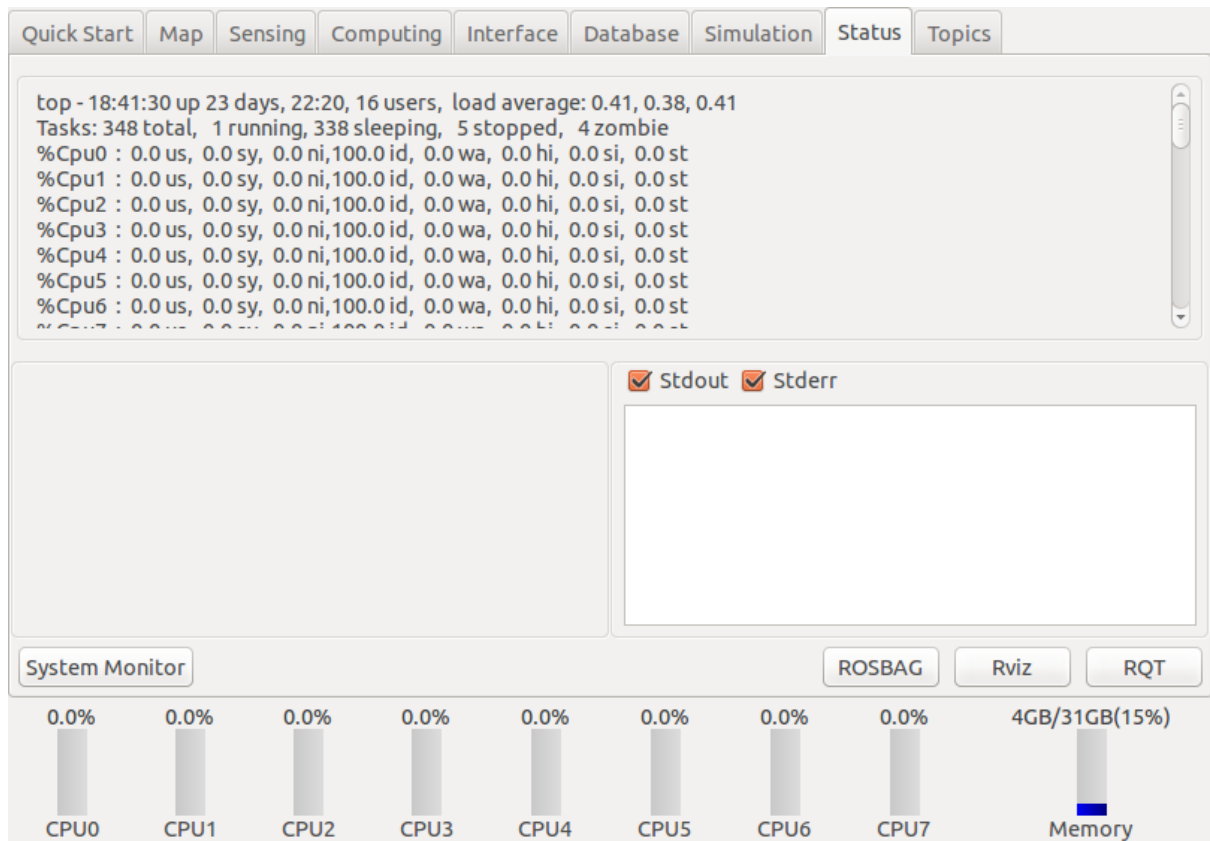 Quick Start Map Sensing Computing Interface Database Simulation Status Topics
top - 18:41:30 up 23 days, 22:20, 16 users, load average: 0.41, 0.38, 0.41
Tasks: 348 total, 1 running, 338 sleeping, 5 stopped, 4 zombie
%Cpu0 : 0.0 us, 0.0 sy, 0.0 ni,100.0 id, 0.0 wa, 0.0 hi, 0.0 si, 0.0 st
%Cpu1 : 0.0 us, 0.0 sy, 0.0 ni,100.0 id, 0.0 wa, 0.0 hi, 0.0 si, 0.0 st
%Cpu2 : 0.0 us, 0.0 sy, 0.0 ni,100.0 id, 0.0 wa, 0.0 hi, 0.0 si, 0.0 st
%Cpu3 : 0.0 us, 0.0 sy, 0.0 ni,100.0 id, 0.0 wa, 0.0 hi, 0.0 si, 0.0 st
%Cpu4 : 0.0 us, 0.0 sy, 0.0 ni,100.0 id, 0.0 wa, 0.0 hi, 0.0 si, 0.0 st
%Cpu5 : 0.0 us, 0.0 sy, 0.0 ni,100.0 id, 0.0 wa, 0.0 hi, 0.0 si, 0.0 st
%Cpu6 : 0.0 us, 0.0 sy, 0.0 ni,100.0 id, 0.0 wa, 0.0 hi, 0.0 si, 0.0 st
Stdout Stderr
System Monitor ROSBAG Rviz RQT
0.0% 0.0% 0.0% 0.0% 0.0% 0.0% 0.0% 0.0% 4GB/31GB(15%)
CPU0 CPU1 CPU2 CPU3 CPU4 CPU5 CPU6 CPU7 Memory